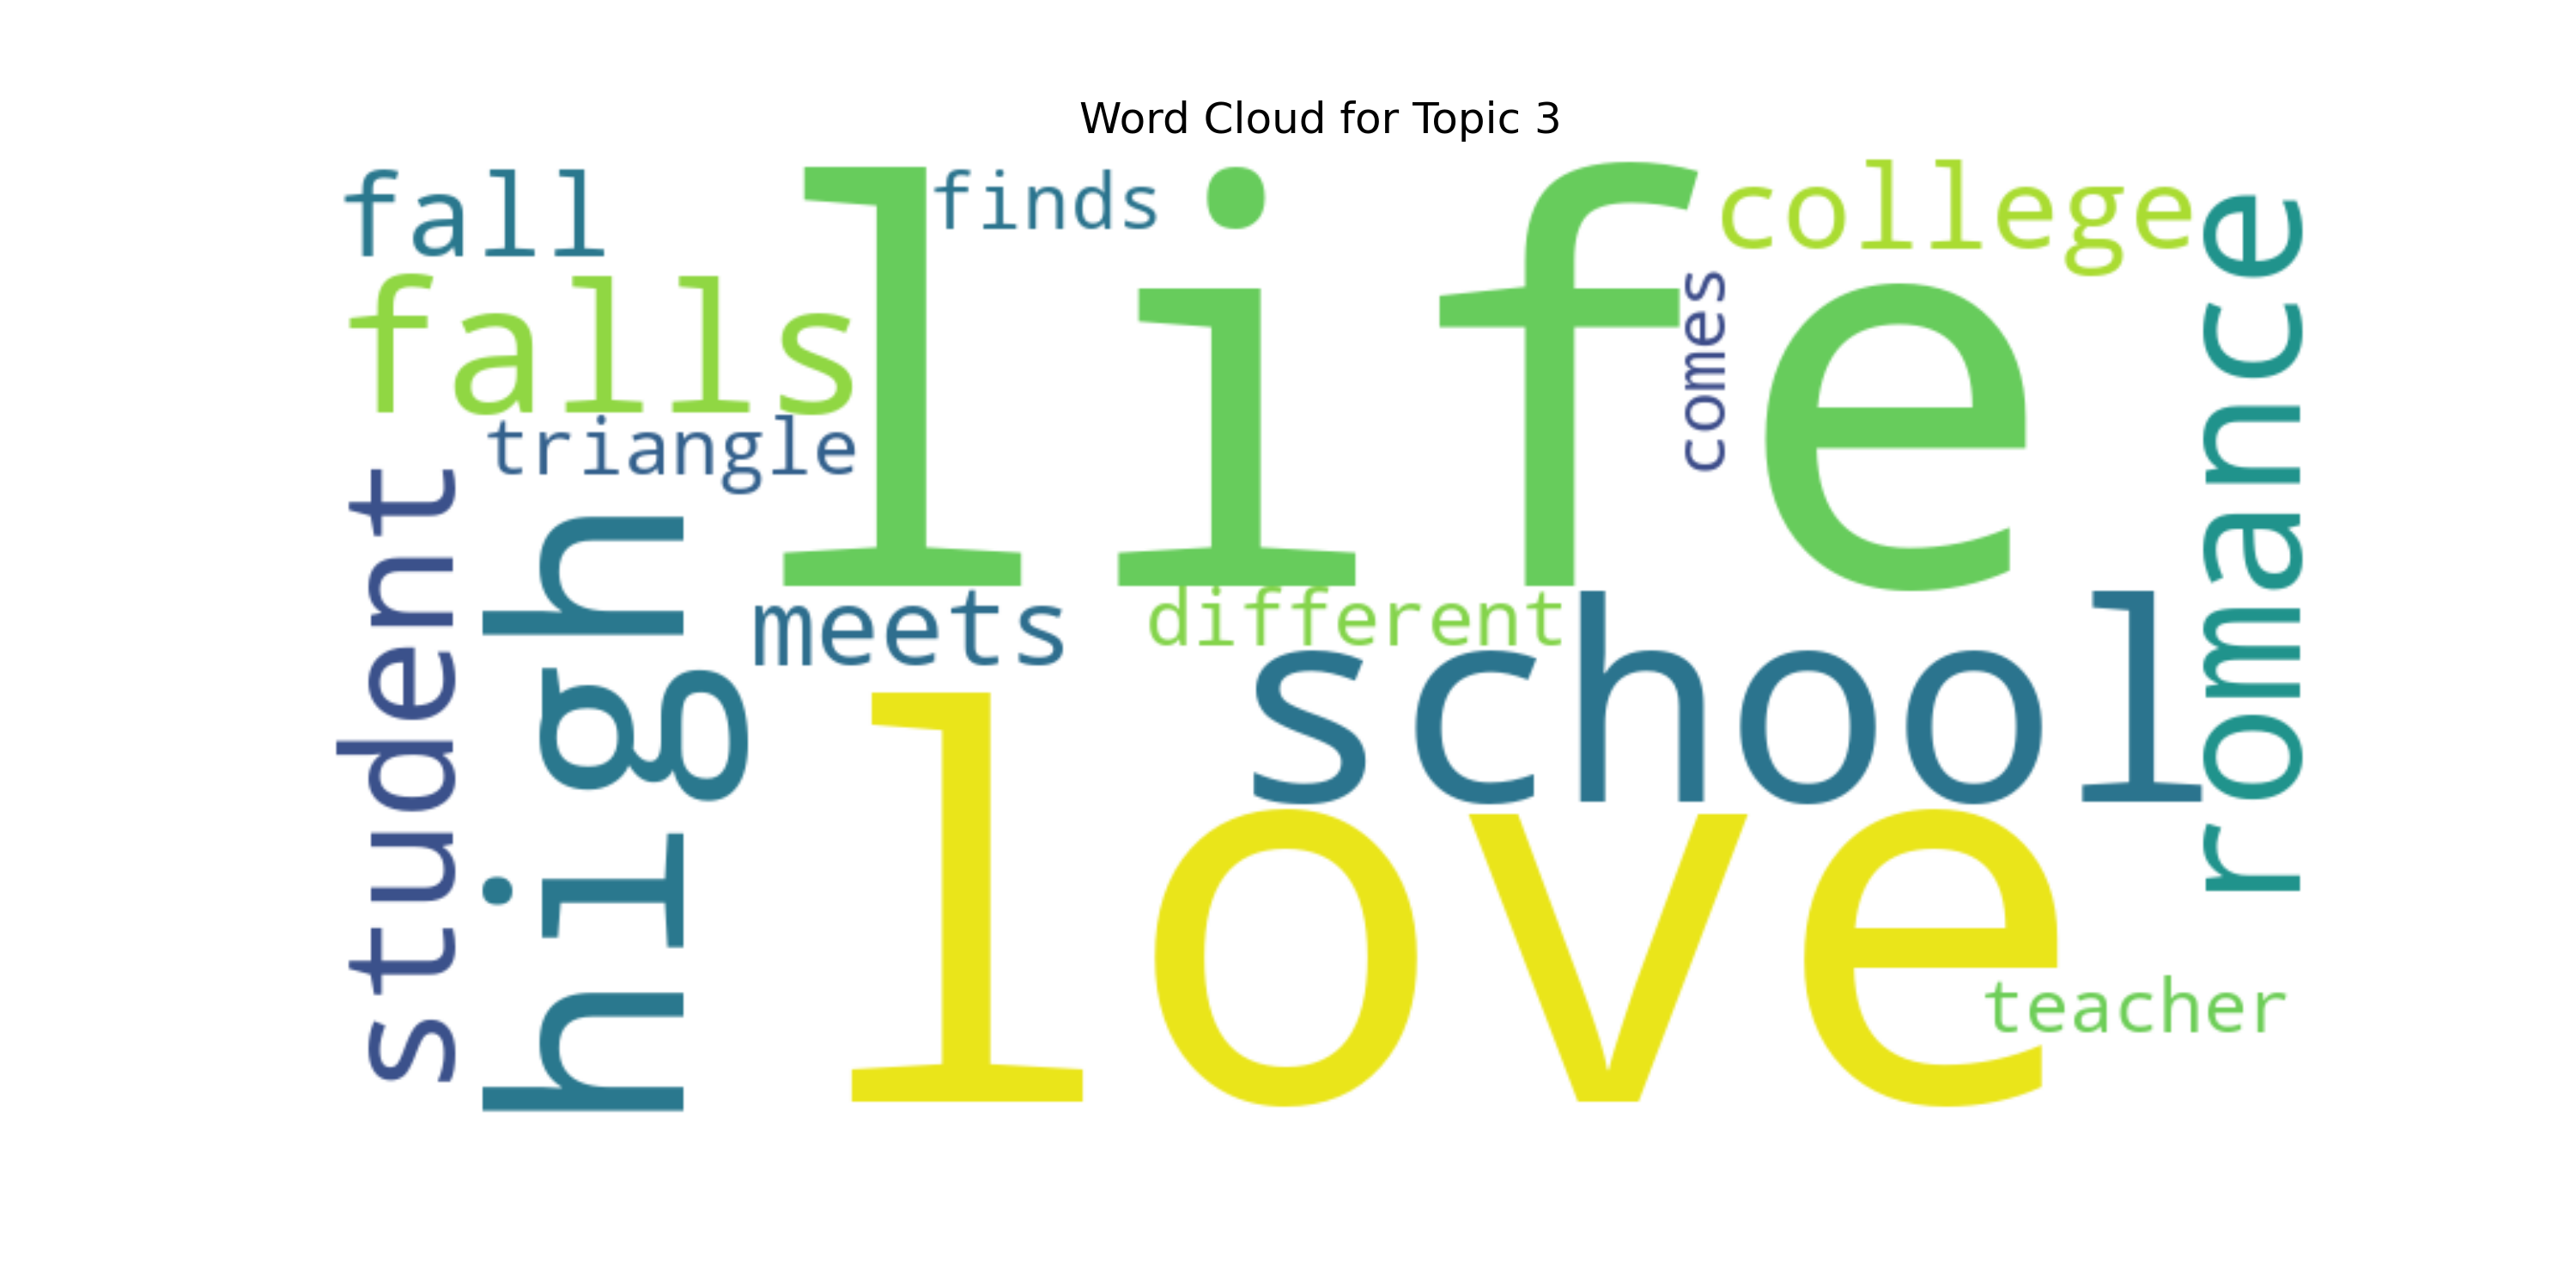 Word Cloud for Topic 3
fall
finds
college
falls
life
comes
romance
triangle
student
high
meets
different
school
love
teacher